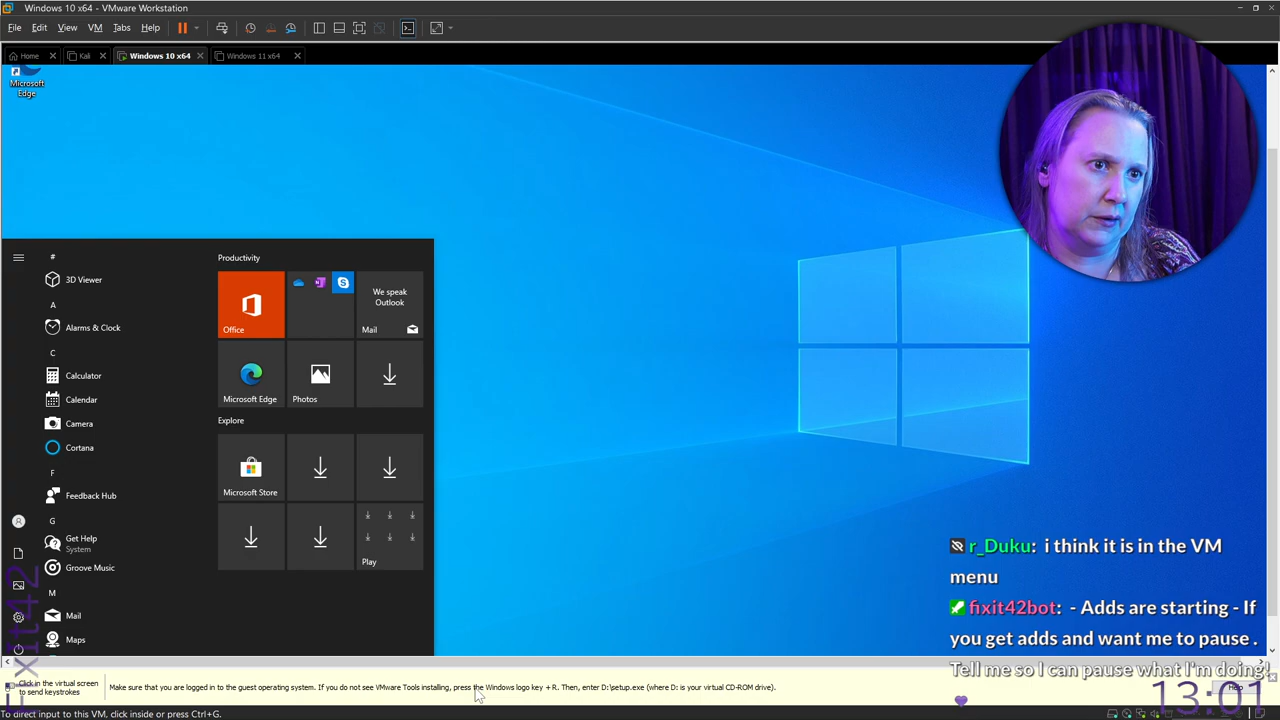 Windows 10 x64 - VMware Workstation
File Edit View VM Tabs Help
Home Kali Windows 10 x64 Windows 11 x64
Microsoft
Edge
#
3D Viewer
A
Alarms & Clock
C
Calculator
Calendar
Camera
Cortana
F
Feedback Hub
G
Get Help
System
Groove Music
M
Mail
Maps
Productivity
Office
We speak
Outlook
Mail
Microsoft Edge
Photos
Explore
Microsoft Store
Play
r_Duku: i think it is in the VM
menu
fixit42bot: - Adds are starting - If
you get adds and want me to pause .
Tell me so I can pause what I'm doing!
13:01
Fixit42
Click in the virtual screen
to send keystrokes
Make sure that you are logged in to the guest operating system. If you do not see VMware Tools installing, press the Windows logo key + R. Then, enter D:\setup.exe (where D: is your virtual CD-ROM drive).
Help
To direct input to this VM, click inside or press Ctrl+G.